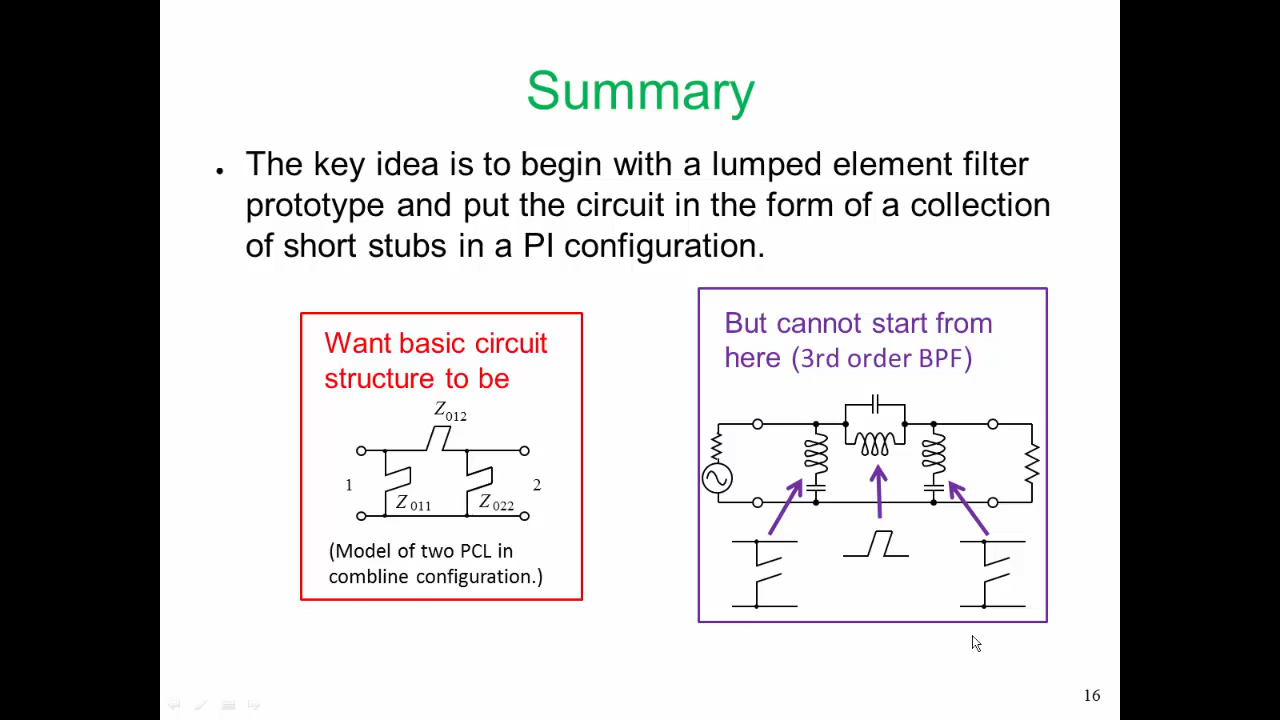 Summary
• The key idea is to begin with a lumped element filter
prototype and put the circuit in the form of a collection
of short stubs in a PI configuration.
Want basic circuit
structure to be
Z012
1
2
Z011
Z022
(Model of two PCL in
combline configuration.)
But cannot start from
here (3rd order BPF)
16